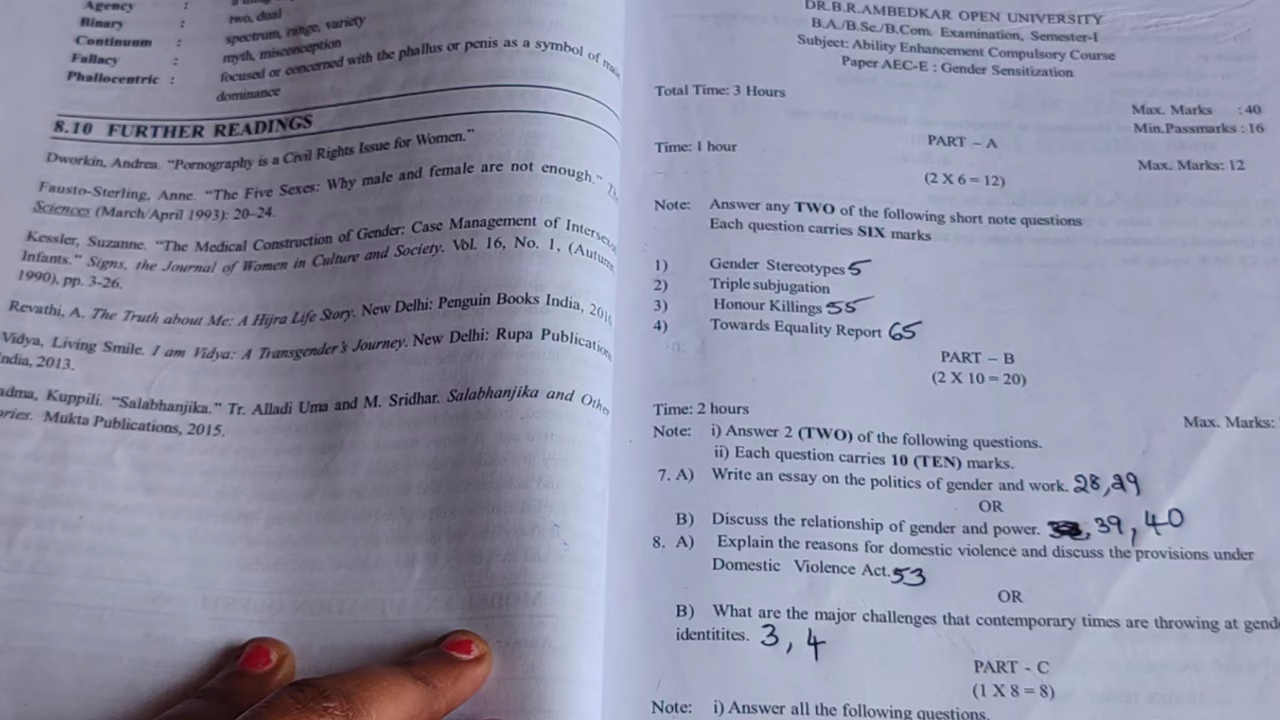 Agency :
Binary : two, dual
Continuum : spectrum, range, variety
Fallacy : myth, misconception
Phallocentric : focused or concerned with the phallus or penis as a symbol of
dominance
8.10 FURTHER READINGS
Dworkin, Andrea. “Pornography is a Civil Rights Issue for Women.”
Fausto-Sterling, Anne. “The Five Sexes: Why male and female are not enough.”
Sciences (March/April 1993): 20–24.
Kessler, Suzanne. “The Medical Construction of Gender: Case Management of
Infants.” Signs, the Journal of Women in Culture and Society. Vol. 16, No. 1,
1990), pp. 3-26.
Revathi, A. The Truth about Me: A Hijra Life Story. New Delhi: Penguin Books India,
Vidya, Living Smile. I am Vidya: A Transgender's Journey. New Delhi: Rupa
India, 2013.
Kuppili. “Salabhanjika.” Tr. Alladi Uma and M. Sridhar. Salabhanjika and Other
Mukta Publications, 2015.
DR.B.R.AMBEDKAR OPEN UNIVERSITY
B.A./B.Sc./B.Com. Examination, Semester-I
Subject: Ability Enhancement Compulsory Course
Paper AEC-E : Gender Sensitization
Total Time: 3 Hours
Max. Marks : 40
Min.Passmarks : 16
PART – A
Time: 1 hour
Max. Marks: 12
(2 X 6 = 12)
Note: Answer any TWO of the following short note questions
Each question carries SIX marks
1) Gender Stereotypes 5
2) Triple subjugation
3) Honour Killings 55
4) Towards Equality Report 65
PART – B
(2 X 10 = 20)
Time: 2 hours
Max. Marks:
Note: i) Answer 2 (TWO) of the following questions.
ii) Each question carries 10 (TEN) marks.
7. A) Write an essay on the politics of gender and work. 28,29
OR
B) Discuss the relationship of gender and power. , 39, 40
8. A) Explain the reasons for domestic violence and discuss the provisions under
Domestic Violence Act. 53
OR
B) What are the major challenges that contemporary times are throwing at
identitites. 3, 4
PART - C
(1 X 8 = 8)
Note: i) Answer all the following questions.